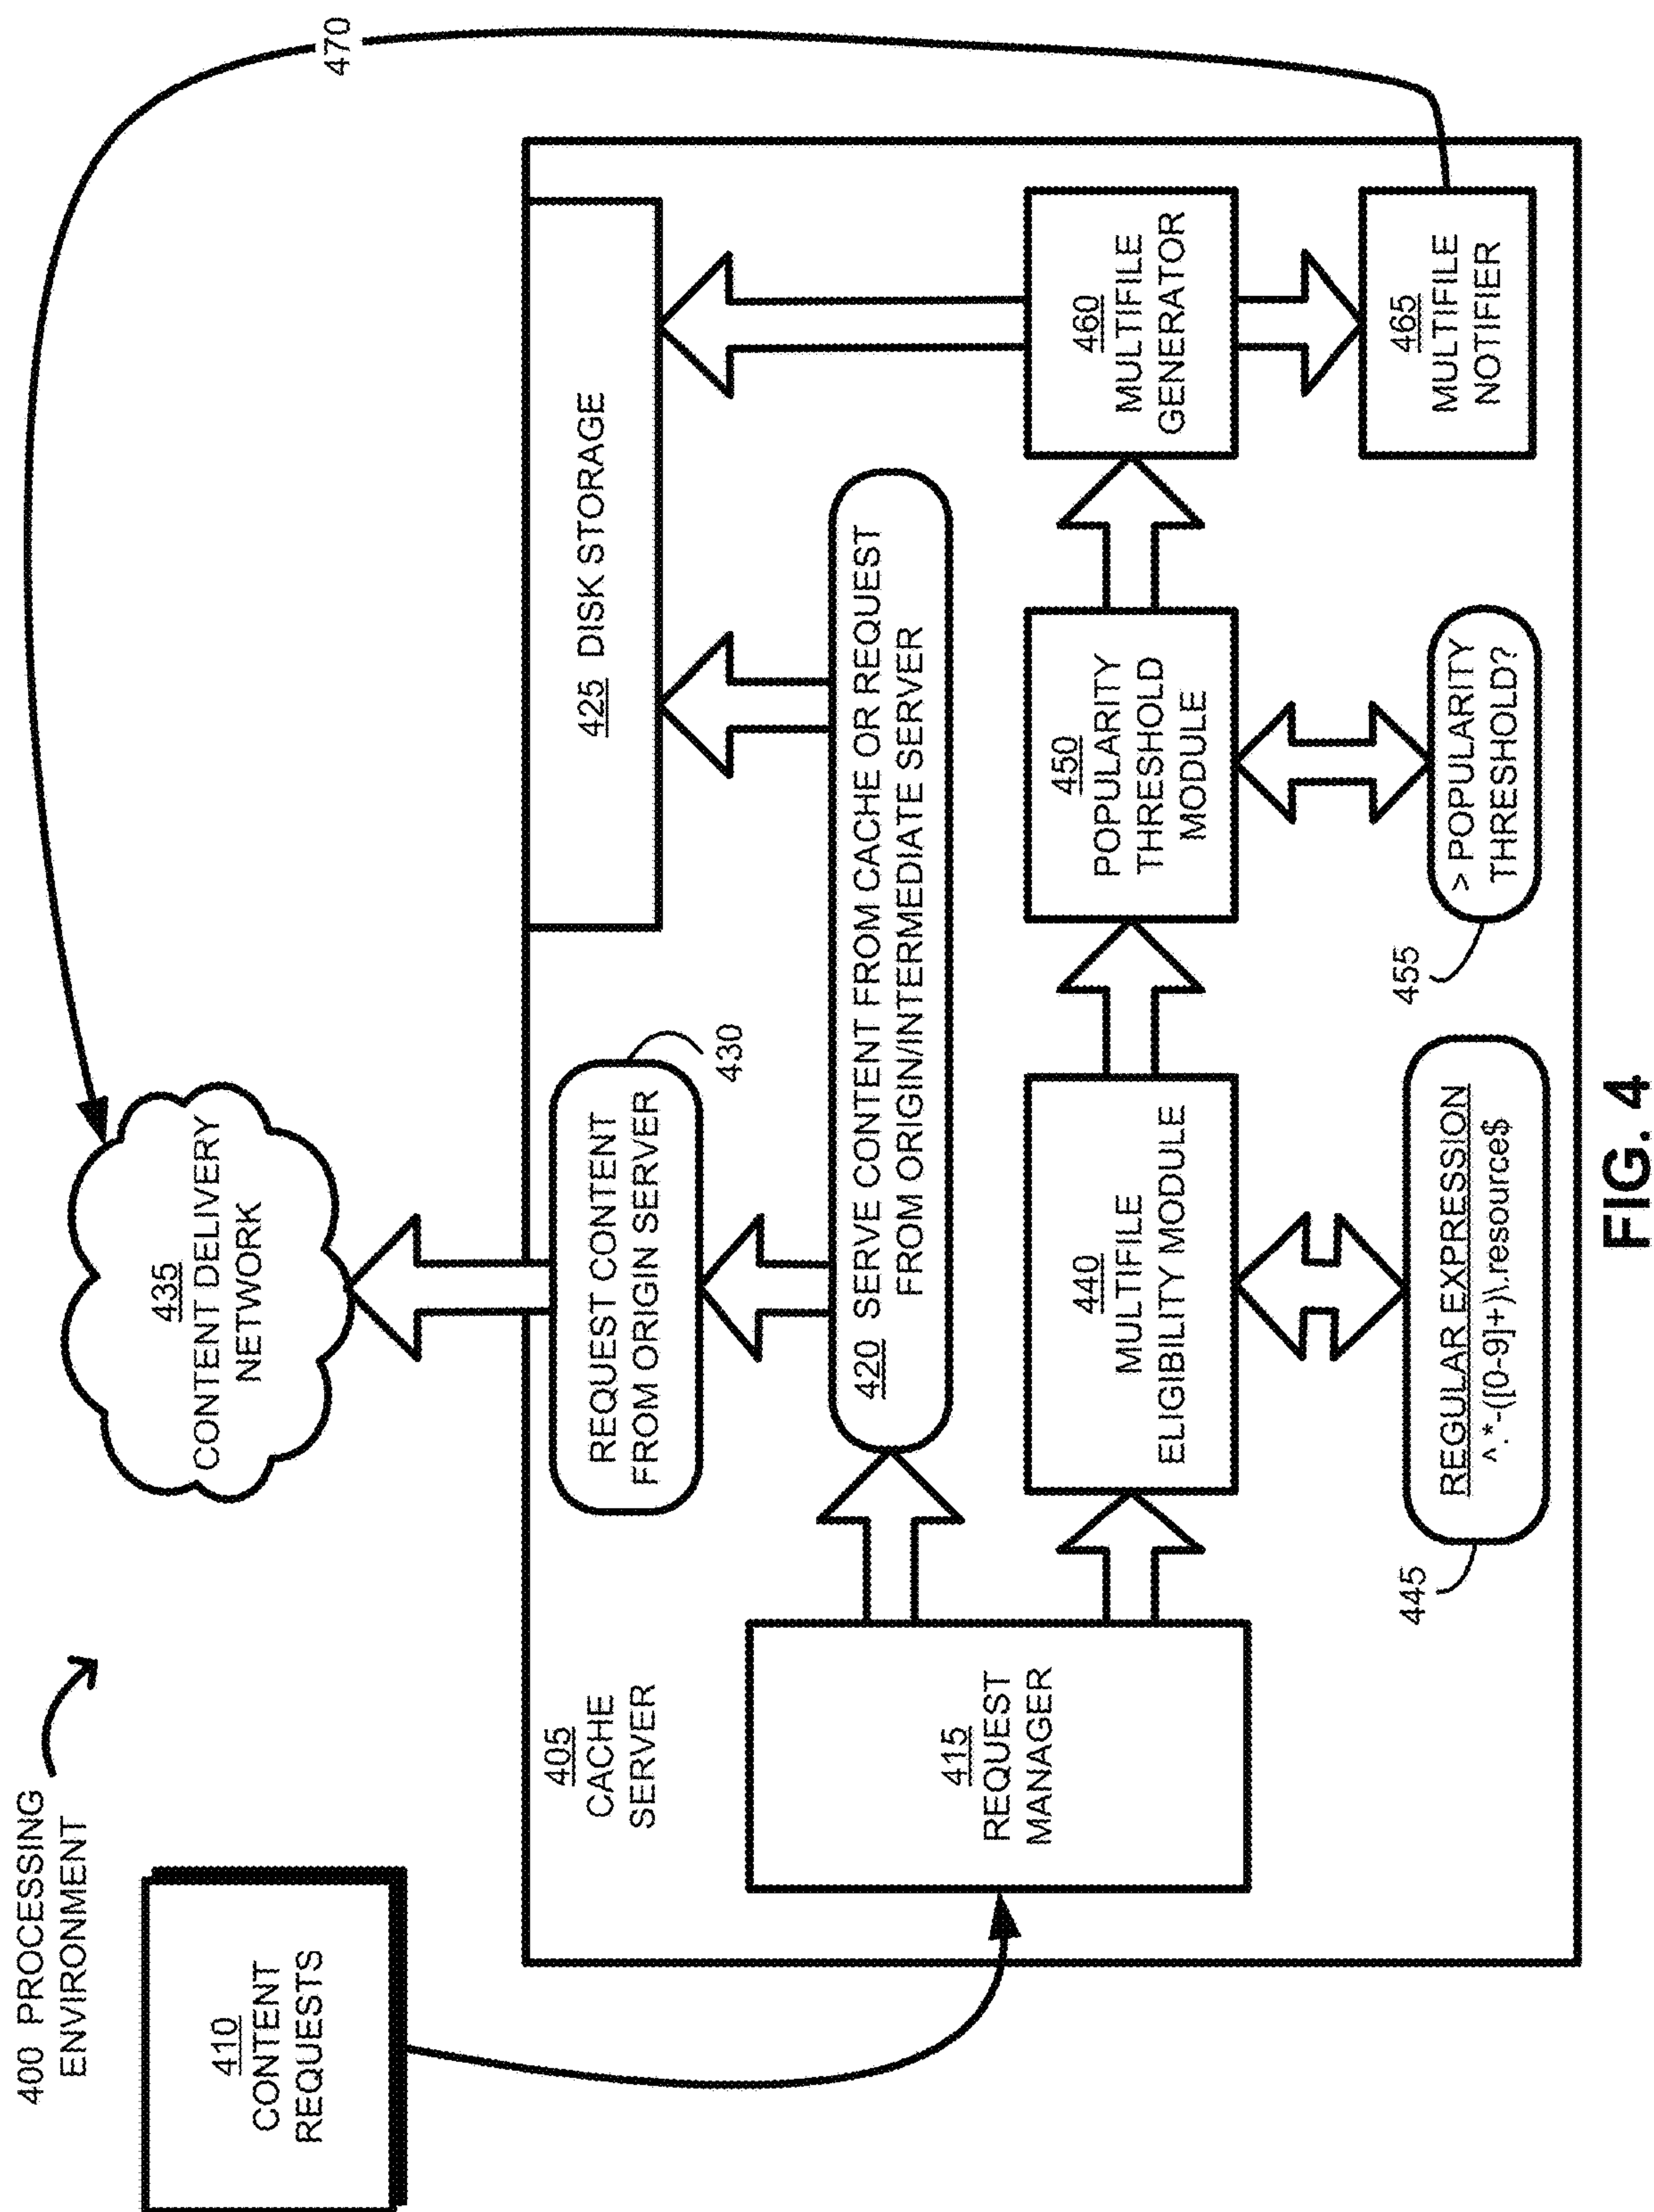 400 PROCESSING
ENVIRONMENT
410
CONTENT
REQUESTS
435
CONTENT DELIVERY
NETWORK
470
405
CACHE
SERVER
REQUEST CONTENT
FROM ORIGIN SERVER
430
425 DISK STORAGE
415
REQUEST
MANAGER
420 SERVE CONTENT FROM CACHE OR REQUEST
FROM ORIGIN/INTERMEDIATE SERVER
440
MULTIFILE
ELIGIBILITY MODULE
450
POPULARITY
THRESHOLD
MODULE
460
MULTIFILE
GENERATOR
445
REGULAR EXPRESSION
^.*-([0-9]+)\.resource$
455
> POPULARITY
THRESHOLD?
465
MULTIFILE
NOTIFIER
FIG. 4